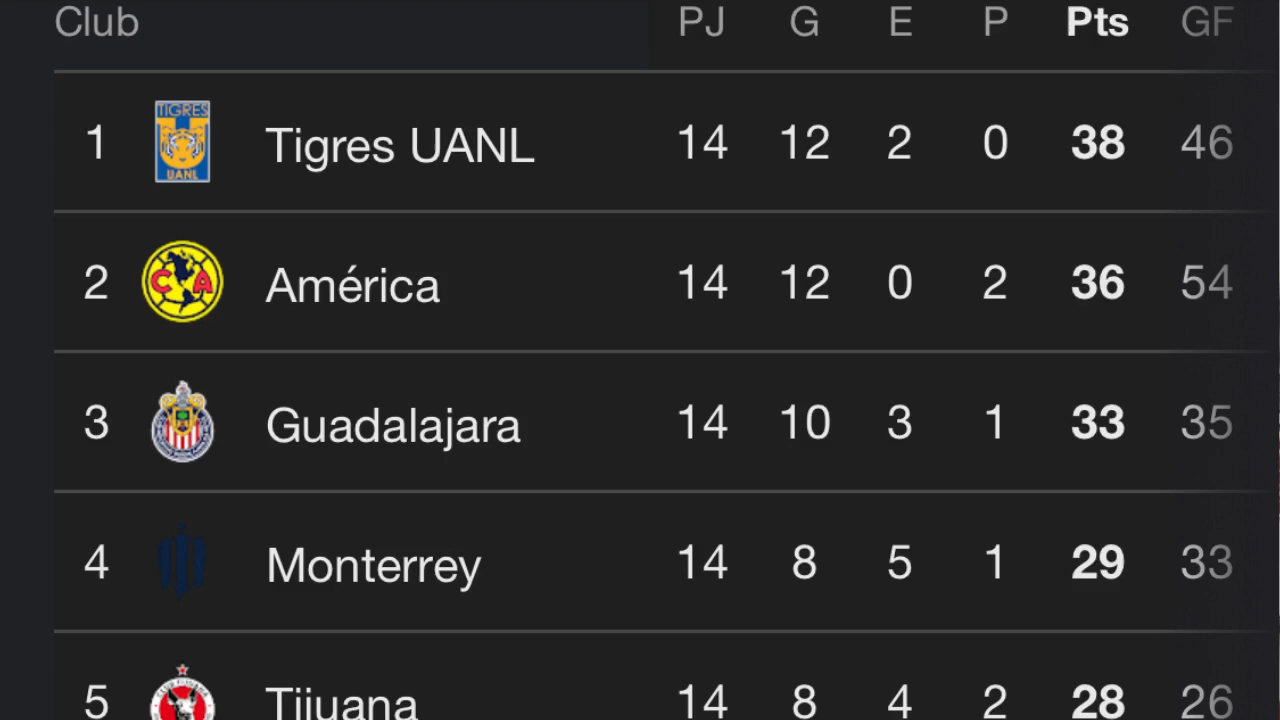 Club PJ G E P Pts GF
1 TIGRES UANL Tigres UANL 14 12 2 0 38 46
2 CA América 14 12 0 2 36 54
3 Guadalajara 14 10 3 1 33 35
4 Monterrey 14 8 5 1 29 33
5 Tijuana 14 8 4 2 28 26